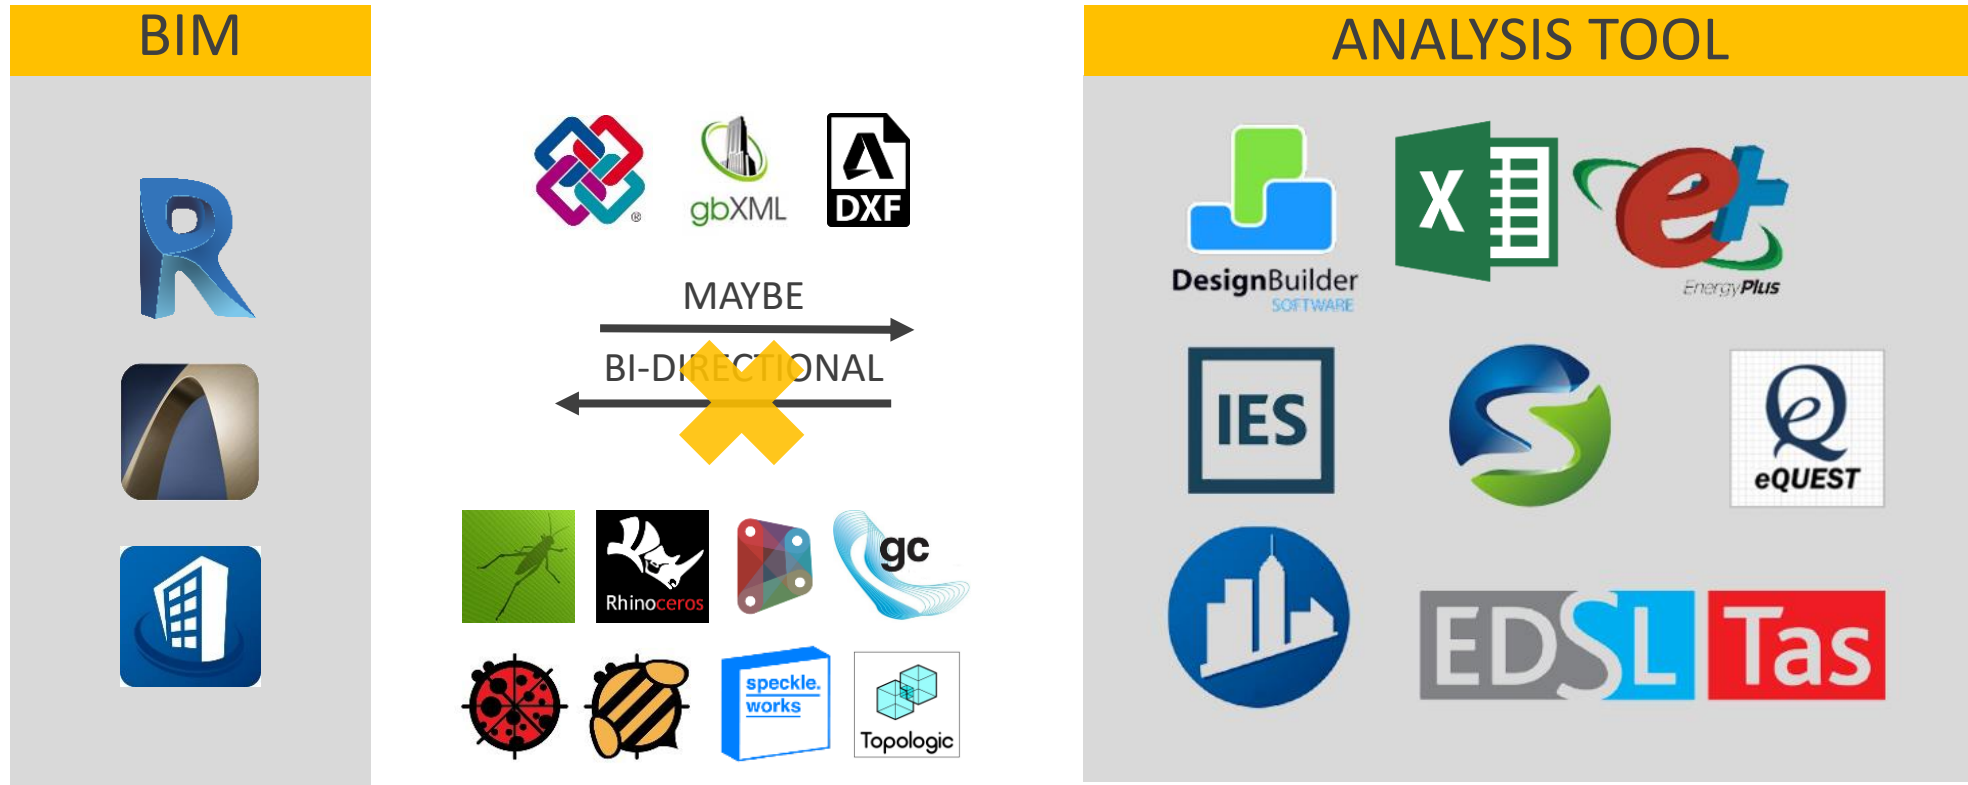 BIM
ANALYSIS TOOL
®
gbXML
DXF
MAYBE
BI-DIRECTIONAL
Rhinoceros
gc
speckle.
works
Topologic
DesignBuilder
SOFTWARE
X
e+
EnergyPlus
IES
S
Q
e
eQUEST
EDSL Tas
R